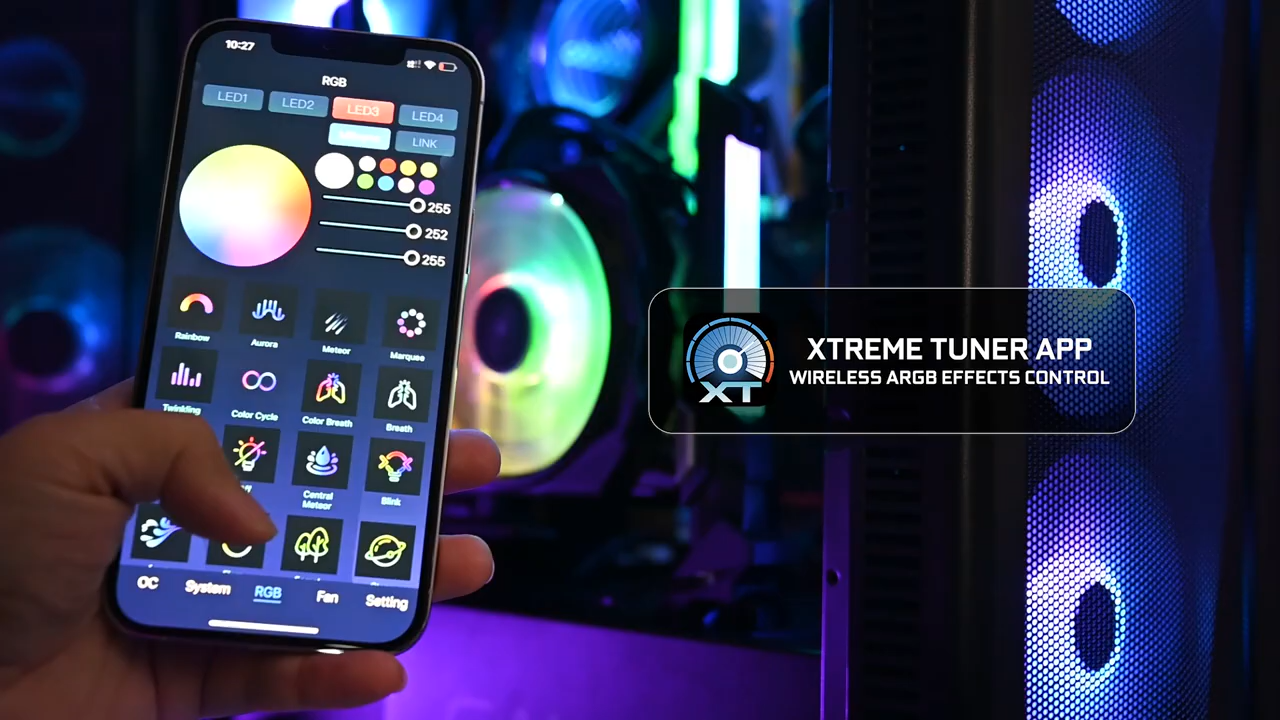 10:27
RGB
LED1
LED2
LED3
LED4
LINK
255
252
255
Rainbow
Aurora
Meteor
Marquee
Twinkling
Color Cycle
Color Breath
Breath
Central
Meteor
Blink
OC
System
RGB
Fan
Setting
XT
XTREME TUNER APP
WIRELESS ARGB EFFECTS CONTROL